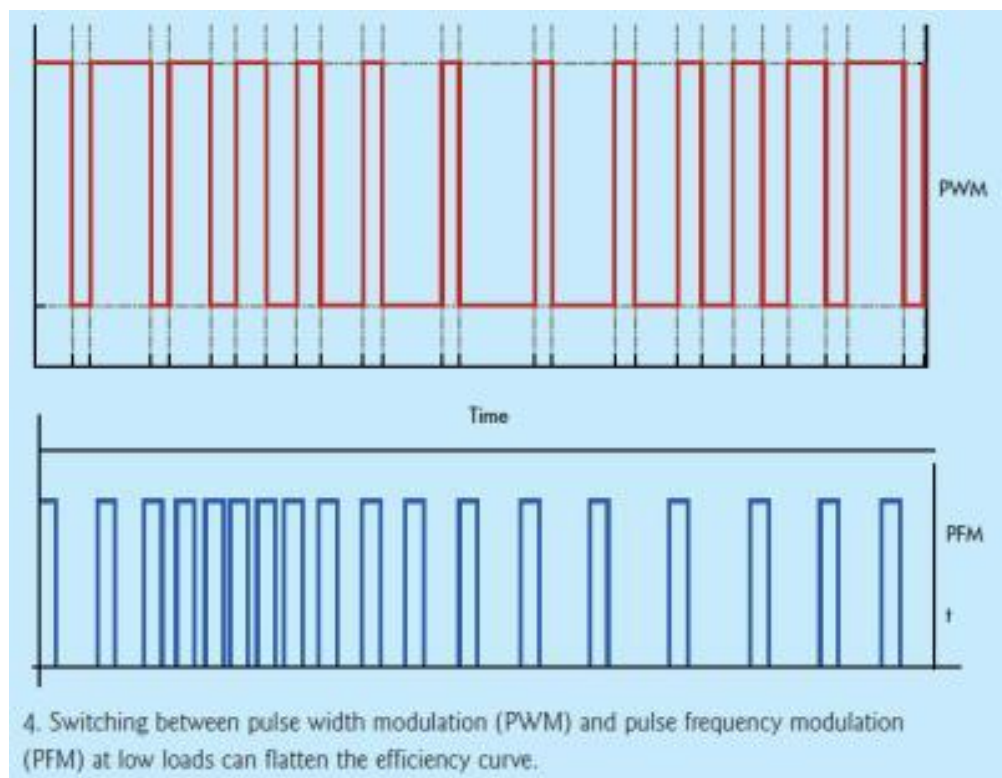 PWM
Time
PFM
t
4. Switching between pulse width modulation (PWM) and pulse frequency modulation
(PFM) at low loads can flatten the efficiency curve.